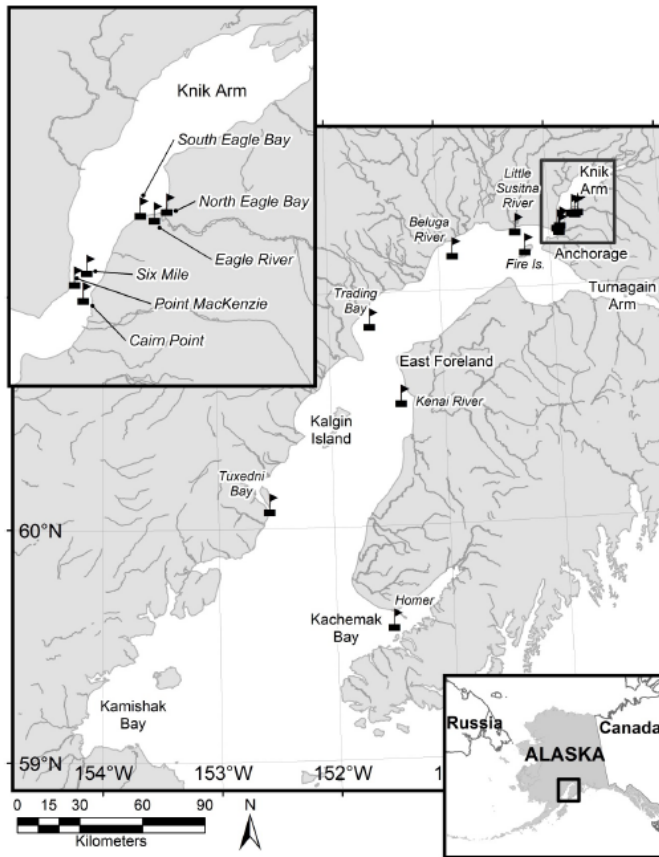 Knik Arm
South Eagle Bay
North Eagle Bay
Eagle River
Six Mile
Point MacKenzie
Cairn Point
Little
Susitna
River
Knik
Arm
Beluga
River
Fire Is.
Anchorage
Trading
Bay
Turnagain
Arm
East Foreland
Kenai River
Kalgin
Island
Tuxedni
Bay
60°N
Homer
Kachemak
Bay
Kamishak
Bay
59°N
154°W
153°W
152°W
0 15 30 60 90
Kilometers
N
Russia
Canada
ALASKA